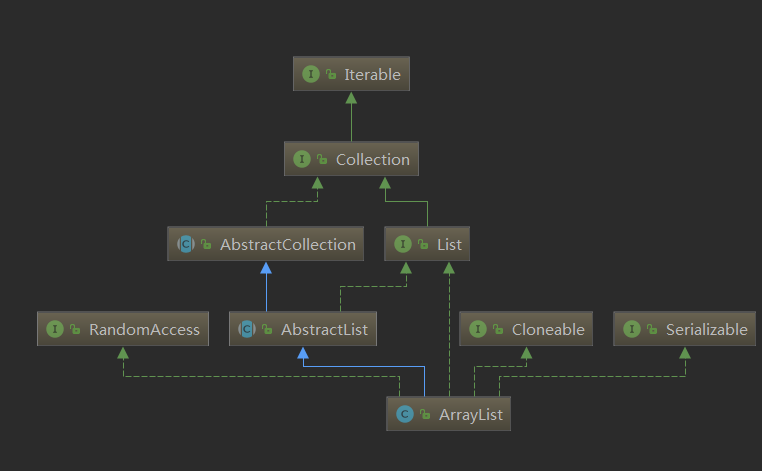 Iterable
Collection
AbstractCollection
List
RandomAccess
AbstractList
Cloneable
Serializable
ArrayList